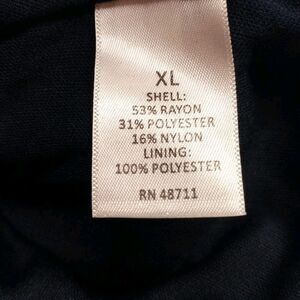 XL
SHELL:
53% RAYON
31% POLYESTER
16% NYLON
LINING:
100% POLYESTER
RN 48711